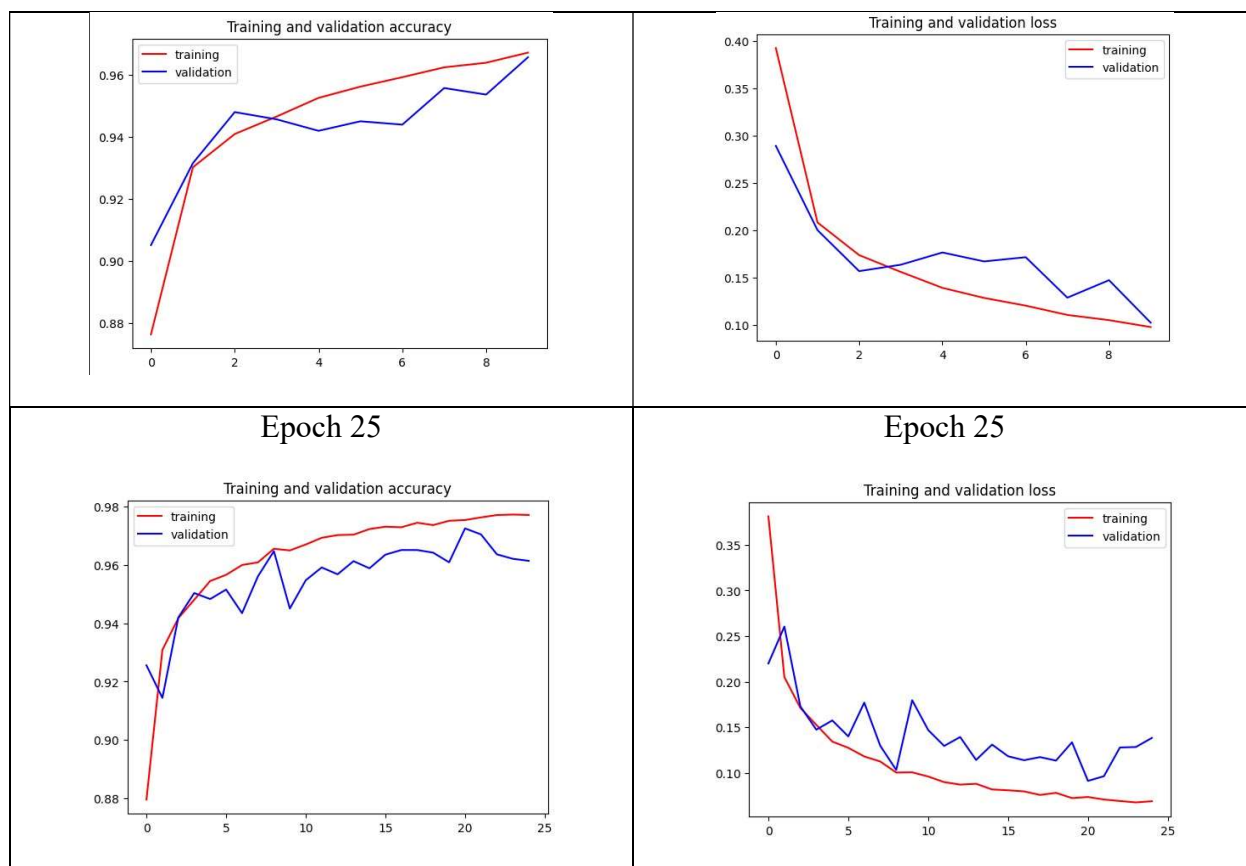 Training and validation accuracy
training
validation
0.96
0.94
0.92
0.90
0.88
0 2 4 6 8
Training and validation loss
training
validation
0.40
0.35
0.30
0.25
0.20
0.15
0.10
0 2 4 6 8
Epoch 25
Training and validation accuracy
training
validation
0.98
0.96
0.94
0.92
0.90
0.88
0 5 10 15 20 25
Epoch 25
Training and validation loss
training
validation
0.35
0.30
0.25
0.20
0.15
0.10
0 5 10 15 20 25